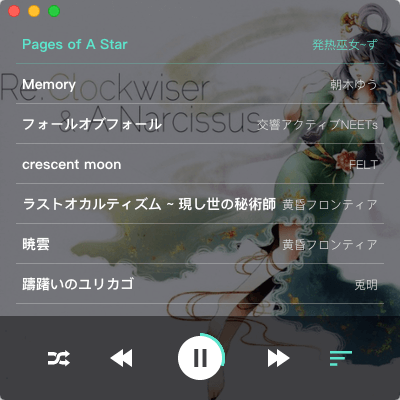 Pages of A Star 発热巫女~ず
Re:Clockwiser
Memory 朝木ゆう
& A Narcissus
フォールオブフォール 交響アクティブNEETs
crescent moon FELT
ラストオカルティズム ~ 現し世の秘術師 黄昏フロンティア
暁雲 黄昏フロンティア
躊躇いのユリカゴ 兎明